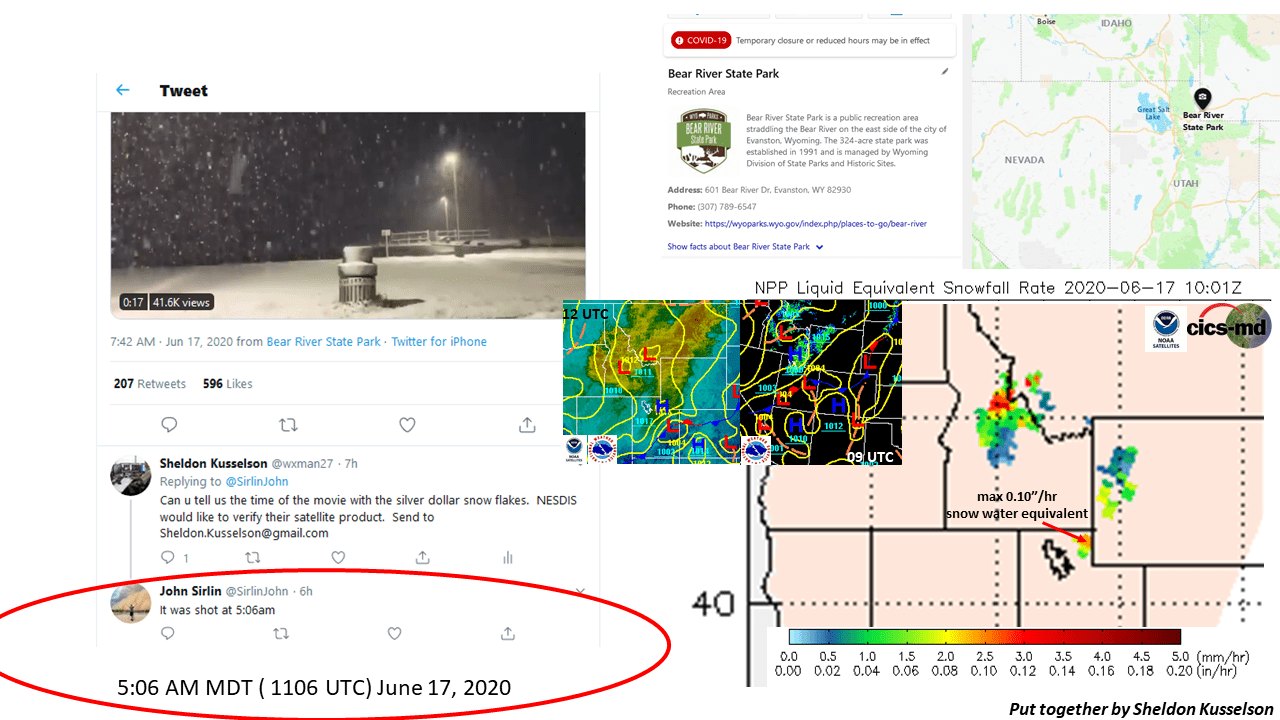 Tweet
0:17 41.6K views
7:42 AM · Jun 17, 2020 from Bear River State Park · Twitter for iPhone
207 Retweets 596 Likes
Sheldon Kusselson @wxman27 · 7h
Replying to @SirlinJohn
Can u tell us the time of the movie with the silver dollar snow flakes. NESDIS
would like to verify their satellite product. Send to
Sheldon.Kusselson@gmail.com
1
John Sirlin @SirlinJohn · 6h
It was shot at 5:06am
5:06 AM MDT ( 1106 UTC) June 17, 2020
COVID-19 Temporary closure or reduced hours may be in effect
Bear River State Park
Recreation Area
WYO PARKS
BEAR RIVER
State Park
Bear River State Park is a public recreation area
straddling the Bear River on the east side of the city of
Evanston, Wyoming. The 324-acre state park was
established in 1991 and is managed by Wyoming
Division of State Parks and Historic Sites.
Address: 601 Bear River Dr, Evanston, WY 82930
Phone: (307) 789-6547
Website: https://wyoparks.wyo.gov/index.php/places-to-go/bear-river
Show facts about Bear River State Park
Boise
IDAHO
Great Salt
Lake
Bear River
State Park
NEVADA
UTAH
NPP Liquid Equivalent Snowfall Rate 2020-06-17 10:01Z
12 UTC
L
L
1011
1010
H
L
L
H
L
1000
L
H
L
1004
L
1003
L
H
L
L
H
1010
1012
09 UTC
NOAA
SATELLITES
NOAA
SATELLITES
cics-md
max 0.10”/hr
snow water equivalent
40
0.0 0.5 1.0 1.5 2.0 2.5 3.0 3.5 4.0 4.5 5.0 (mm/hr)
0.00 0.02 0.04 0.06 0.08 0.10 0.12 0.14 0.16 0.18 0.20 (in/hr)
Put together by Sheldon Kusselson